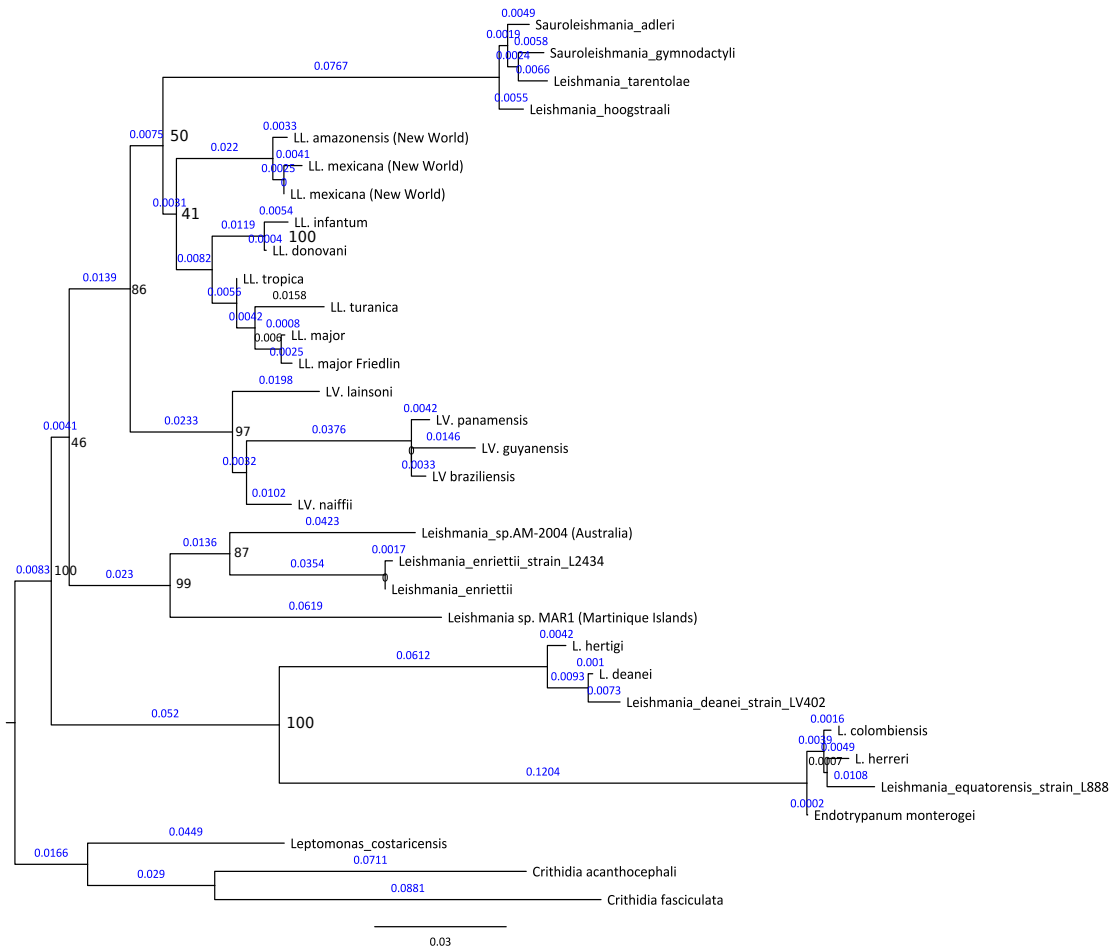 0.0049
Sauroleishmania_adleri
0.0019
0.0058
Sauroleishmania_gymnodactyli
0.0024
0.0767
0.0066
Leishmania_tarentolae
0.0055
Leishmania_hoogstraali
0.0075
50
0.0033
LL. amazonensis (New World)
0.022
0.0041
LL. mexicana (New World)
0.0025
0
LL. mexicana (New World)
0.0031
41
0.0054
LL. infantum
0.0119
100
0.0004
LL. donovani
0.0082
LL. tropica
0.0056
0.0158
LL. turanica
0.0042
0.0008
LL. major
0.006
0.0025
LL. major Friedlin
0.0139
86
0.0198
LV. lainsoni
0.0233
97
0.0042
LV. panamensis
0.0376
0.0146
LV. guyanensis
0
0.0033
LV braziliensis
0.0032
0.0102
LV. naiffii
0.0041
46
0.0423
Leishmania_sp.AM-2004 (Australia)
0.0136
87
0.0017
Leishmania_enriettii_strain_L2434
0.0354
0
Leishmania_enriettii
0.0083
100
0.023
99
0.0619
Leishmania sp. MAR1 (Martinique Islands)
0.0042
L. hertigi
0.0612
0.001
L. deanei
0.0093
0.0073
Leishmania_deanei_strain_LV402
0.052
100
0.0016
L. colombiensis
0.0039
0.0049
L. herreri
0.0007
0.0108
Leishmania_equatorensis_strain_L888
0.1204
0.0002
Endotrypanum monterogei
0.0449
Leptomonas_costaricensis
0.0166
0.0711
Crithidia acanthocephali
0.029
0.0881
Crithidia fasciculata
0.03